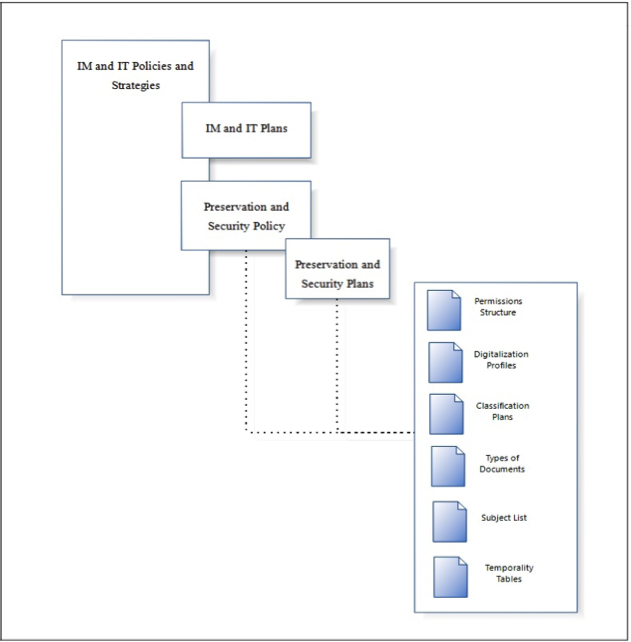 IM and IT Policies and
Strategies
IM and IT Plans
Preservation and
Security Policy
Preservation and
Security Plans
Permissions
Structure
Digitalization
Profiles
Classification
Plans
Types of
Documents
Subject List
Temporality
Tables